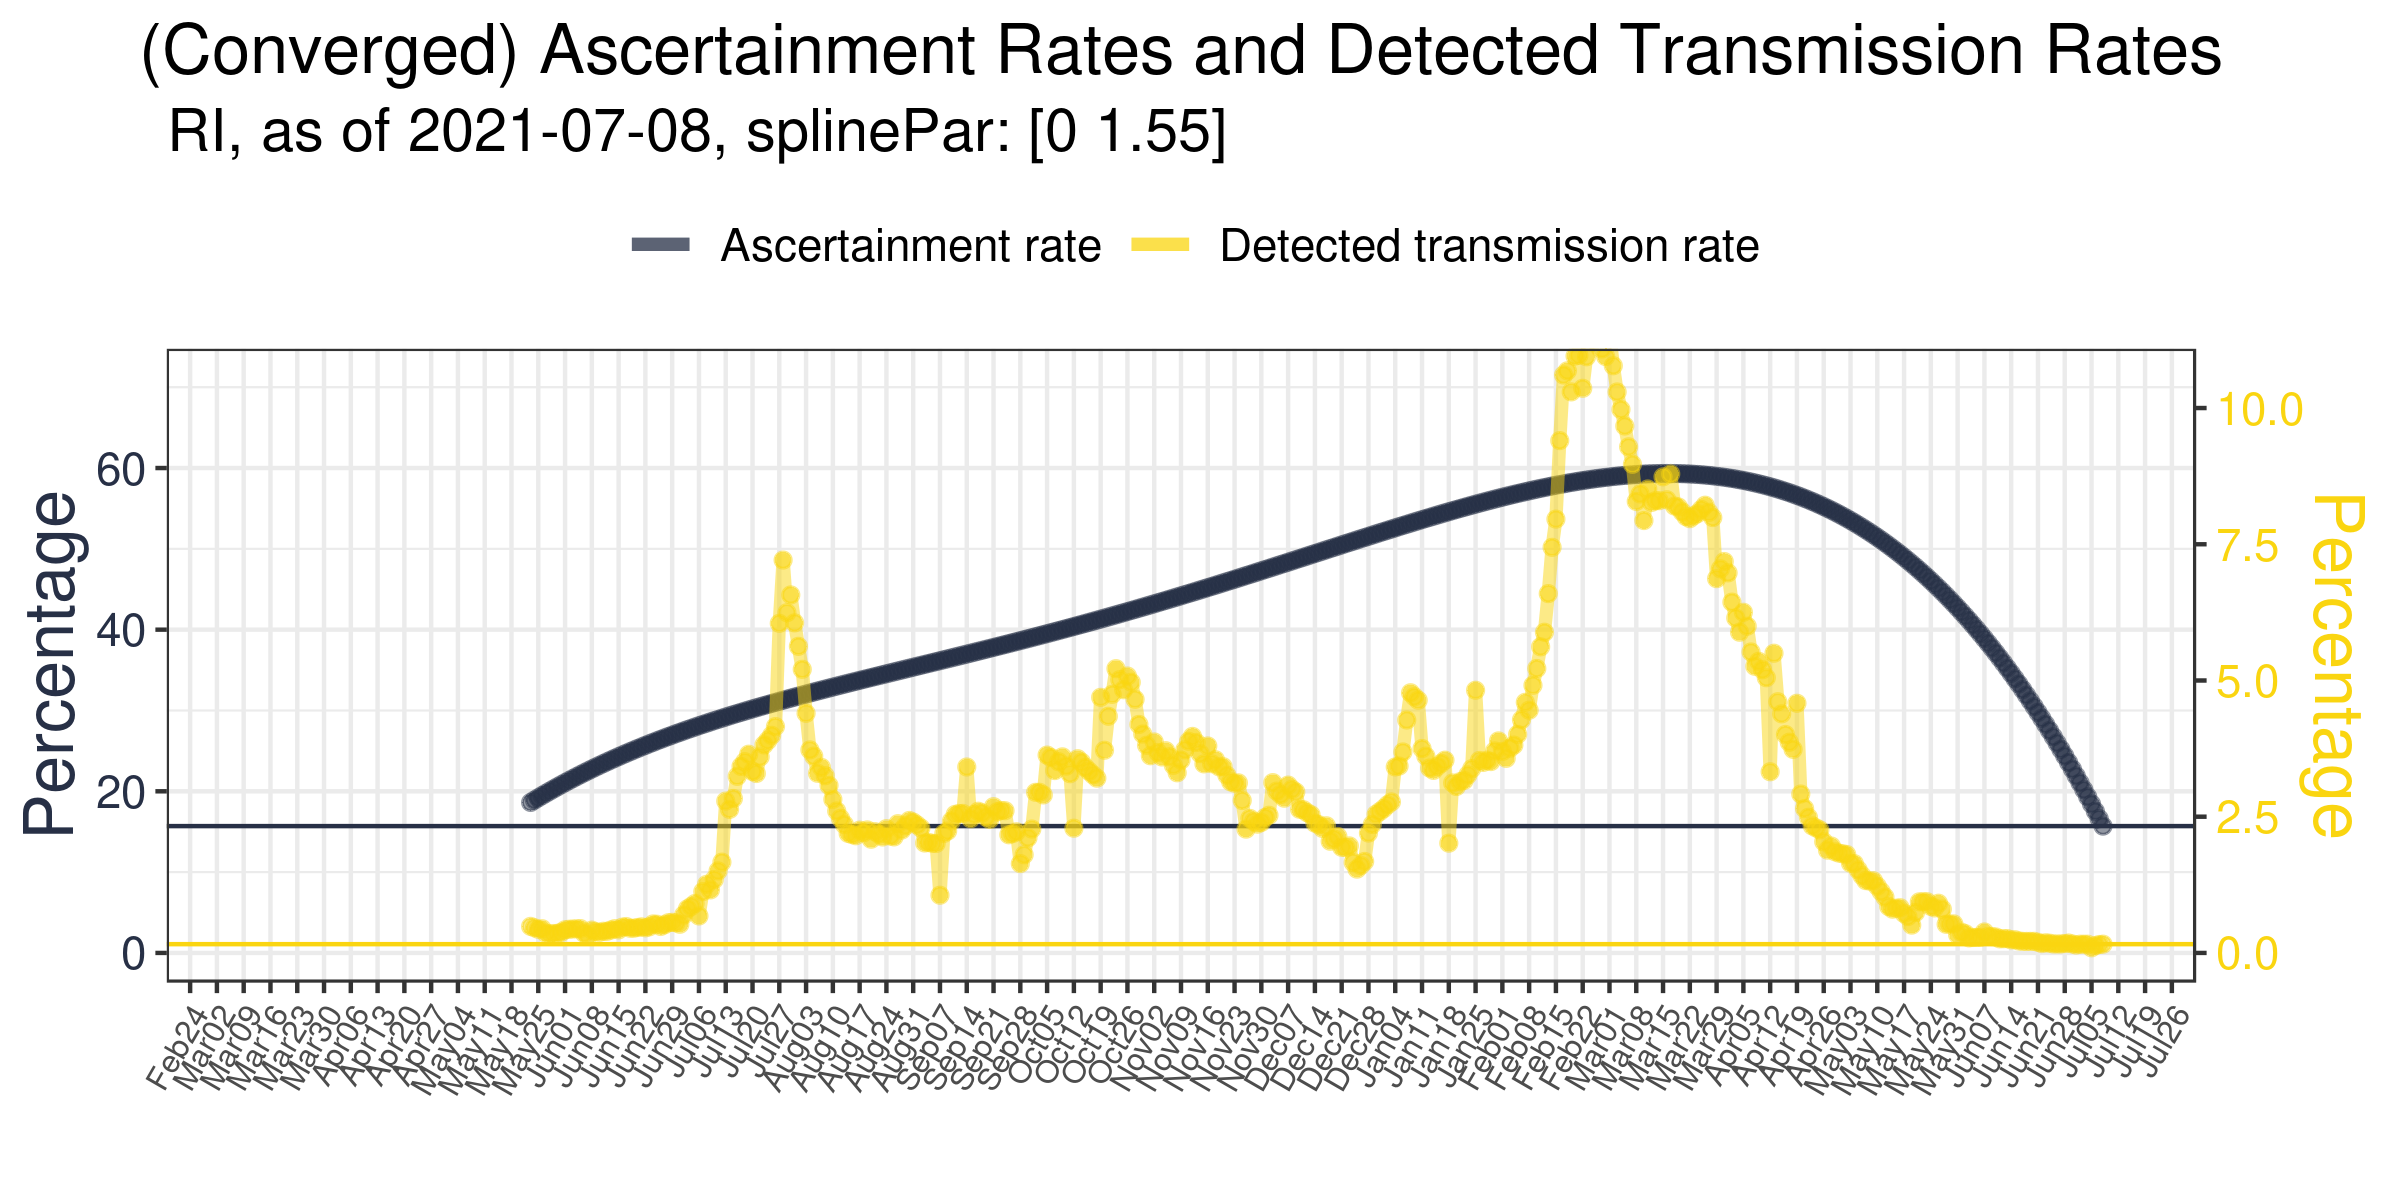 (Converged) Ascertainment Rates and Detected Transmission Rates
RI, as of 2021-07-08, splinePar: [0 1.55]
Ascertainment rate
Detected transmission rate
Percentage
60
40
20
0
10.0
7.5
5.0
2.5
0.0
Percentage
Feb24
Mar02
Mar09
Mar16
Mar23
Mar30
Apr06
Apr13
Apr20
Apr27
May04
May11
May18
May25
Jun01
Jun08
Jun15
Jun22
Jun29
Jul06
Jul13
Jul20
Jul27
Aug03
Aug10
Aug17
Aug24
Aug31
Sep07
Sep14
Sep21
Sep28
Oct05
Oct12
Oct19
Oct26
Nov02
Nov09
Nov16
Nov23
Nov30
Dec07
Dec14
Dec21
Dec28
Jan04
Jan11
Jan18
Jan25
Feb01
Feb08
Feb15
Feb22
Mar01
Mar08
Mar15
Mar22
Mar29
Apr05
Apr12
Apr19
Apr26
May03
May10
May17
May24
May31
Jun07
Jun14
Jun21
Jun28
Jul05
Jul12
Jul19
Jul26